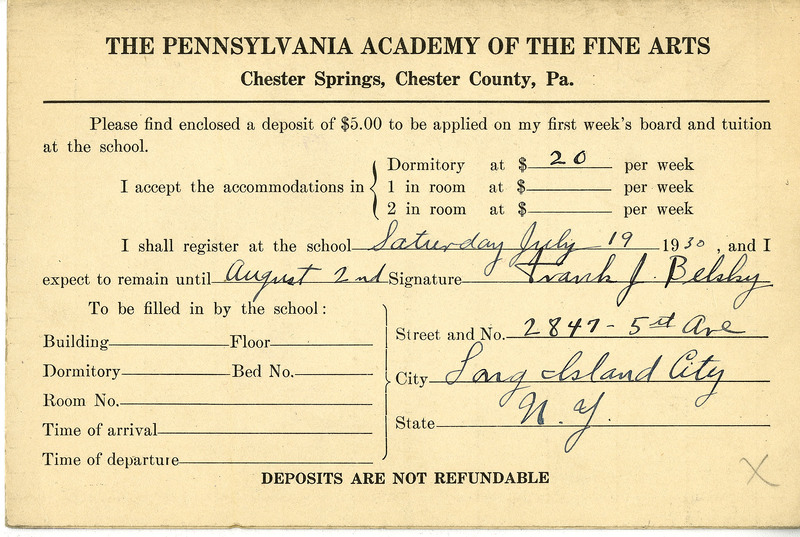 THE PENNSYLVANIA ACADEMY OF THE FINE ARTS
Chester Springs, Chester County, Pa.
Please find enclosed a deposit of $5.00 to be applied on my first week's board and tuition
at the school.
I accept the accommodations in { Dormitory at $ 20 per week
1 in room at $ per week
2 in room at $ per week
I shall register at the school Saturday July 19 1930, and I
expect to remain until August 2nd Signature Frank J. Belsky
To be filled in by the school:
Building Floor
Dormitory Bed No.
Room No.
Time of arrival
Time of departure
Street and No. 2847 - 5st Ave
City Long Island City
State N.Y.
DEPOSITS ARE NOT REFUNDABLE
X